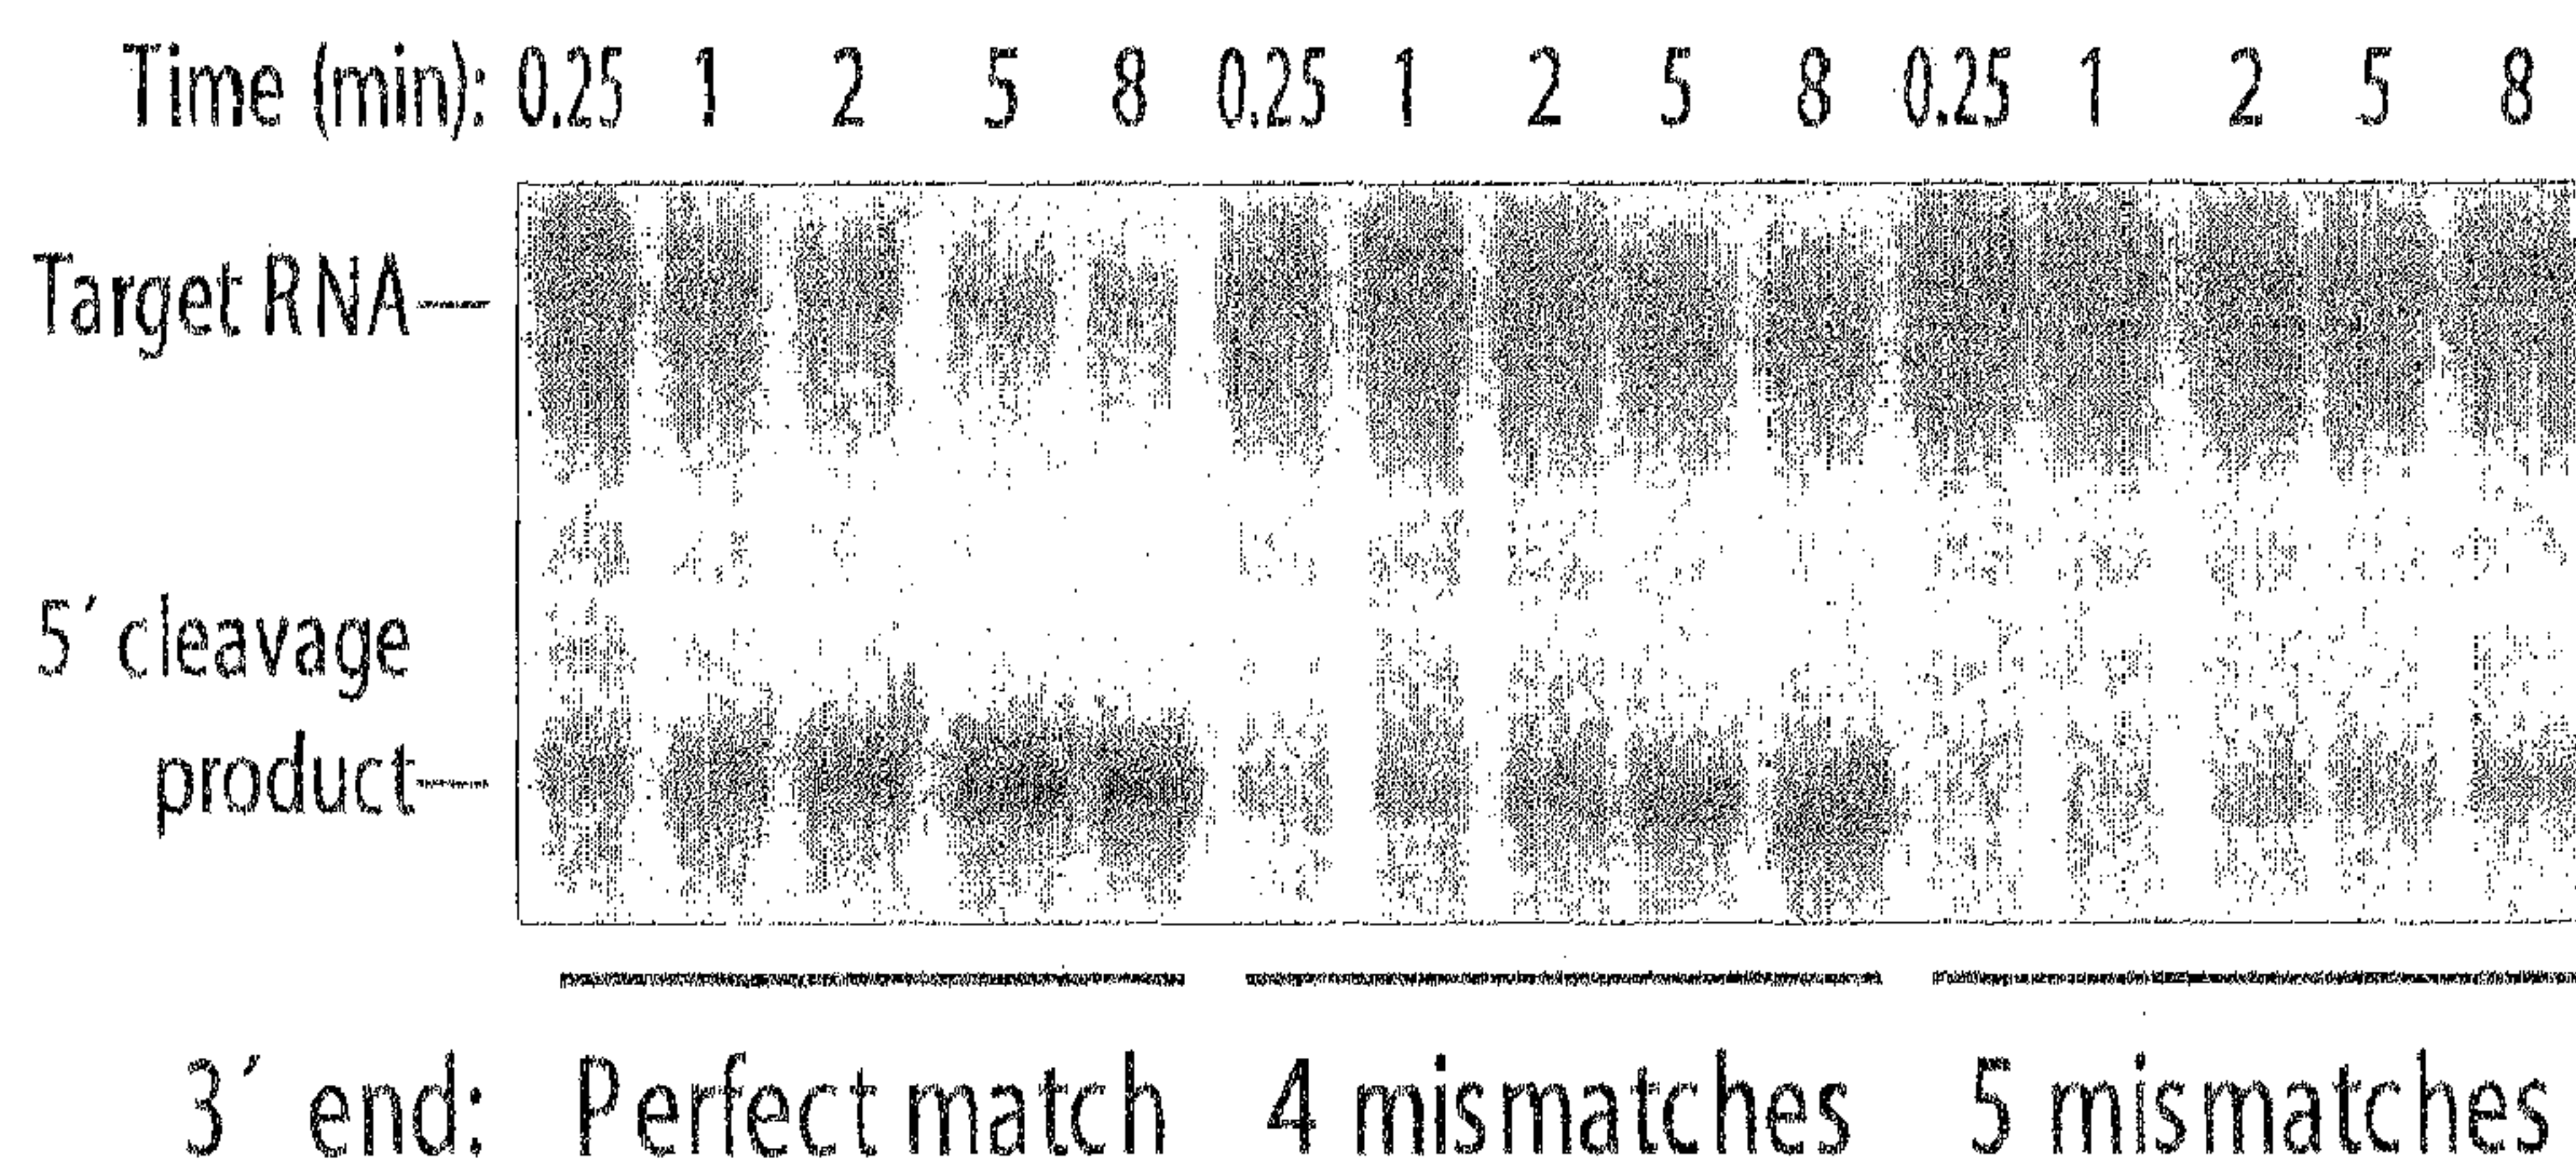 Time (min): 0.25 1 2 5 8 0.25 1 2 5 8 0.25 1 2 5 8
Target RNA
5´ cleavage
product
3´ end: Perfect match 4 mismatches 5 mismatches